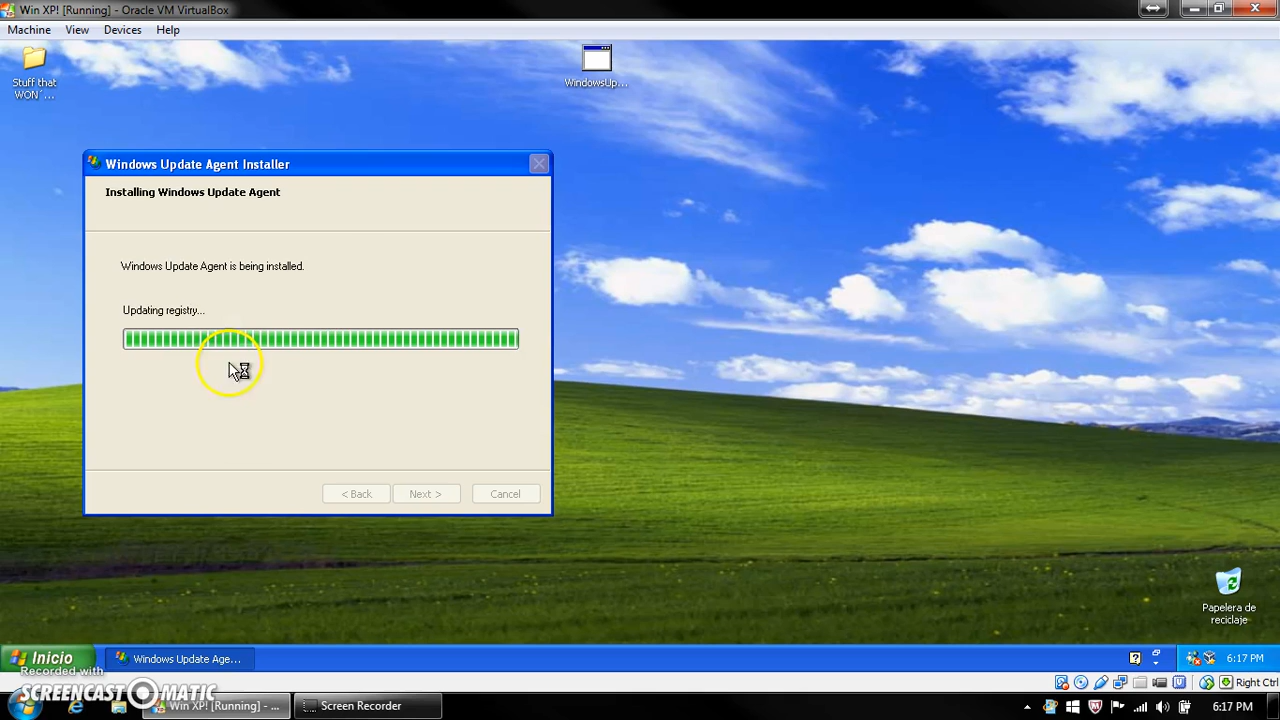 Win XP! [Running] - Oracle VM VirtualBox
Machine View Devices Help
Stuff that
WON´...
WindowsUp...
Windows Update Agent Installer
Installing Windows Update Agent
Windows Update Agent is being installed.
Updating registry...
< Back Next > Cancel
Papelera de
reciclaje
Inicio Windows Update Age... 6:17 PM
Recorded with
SCREENCAST MATIC
Right Ctrl
Win XP! [Running] - ... Screen Recorder 6:17 PM